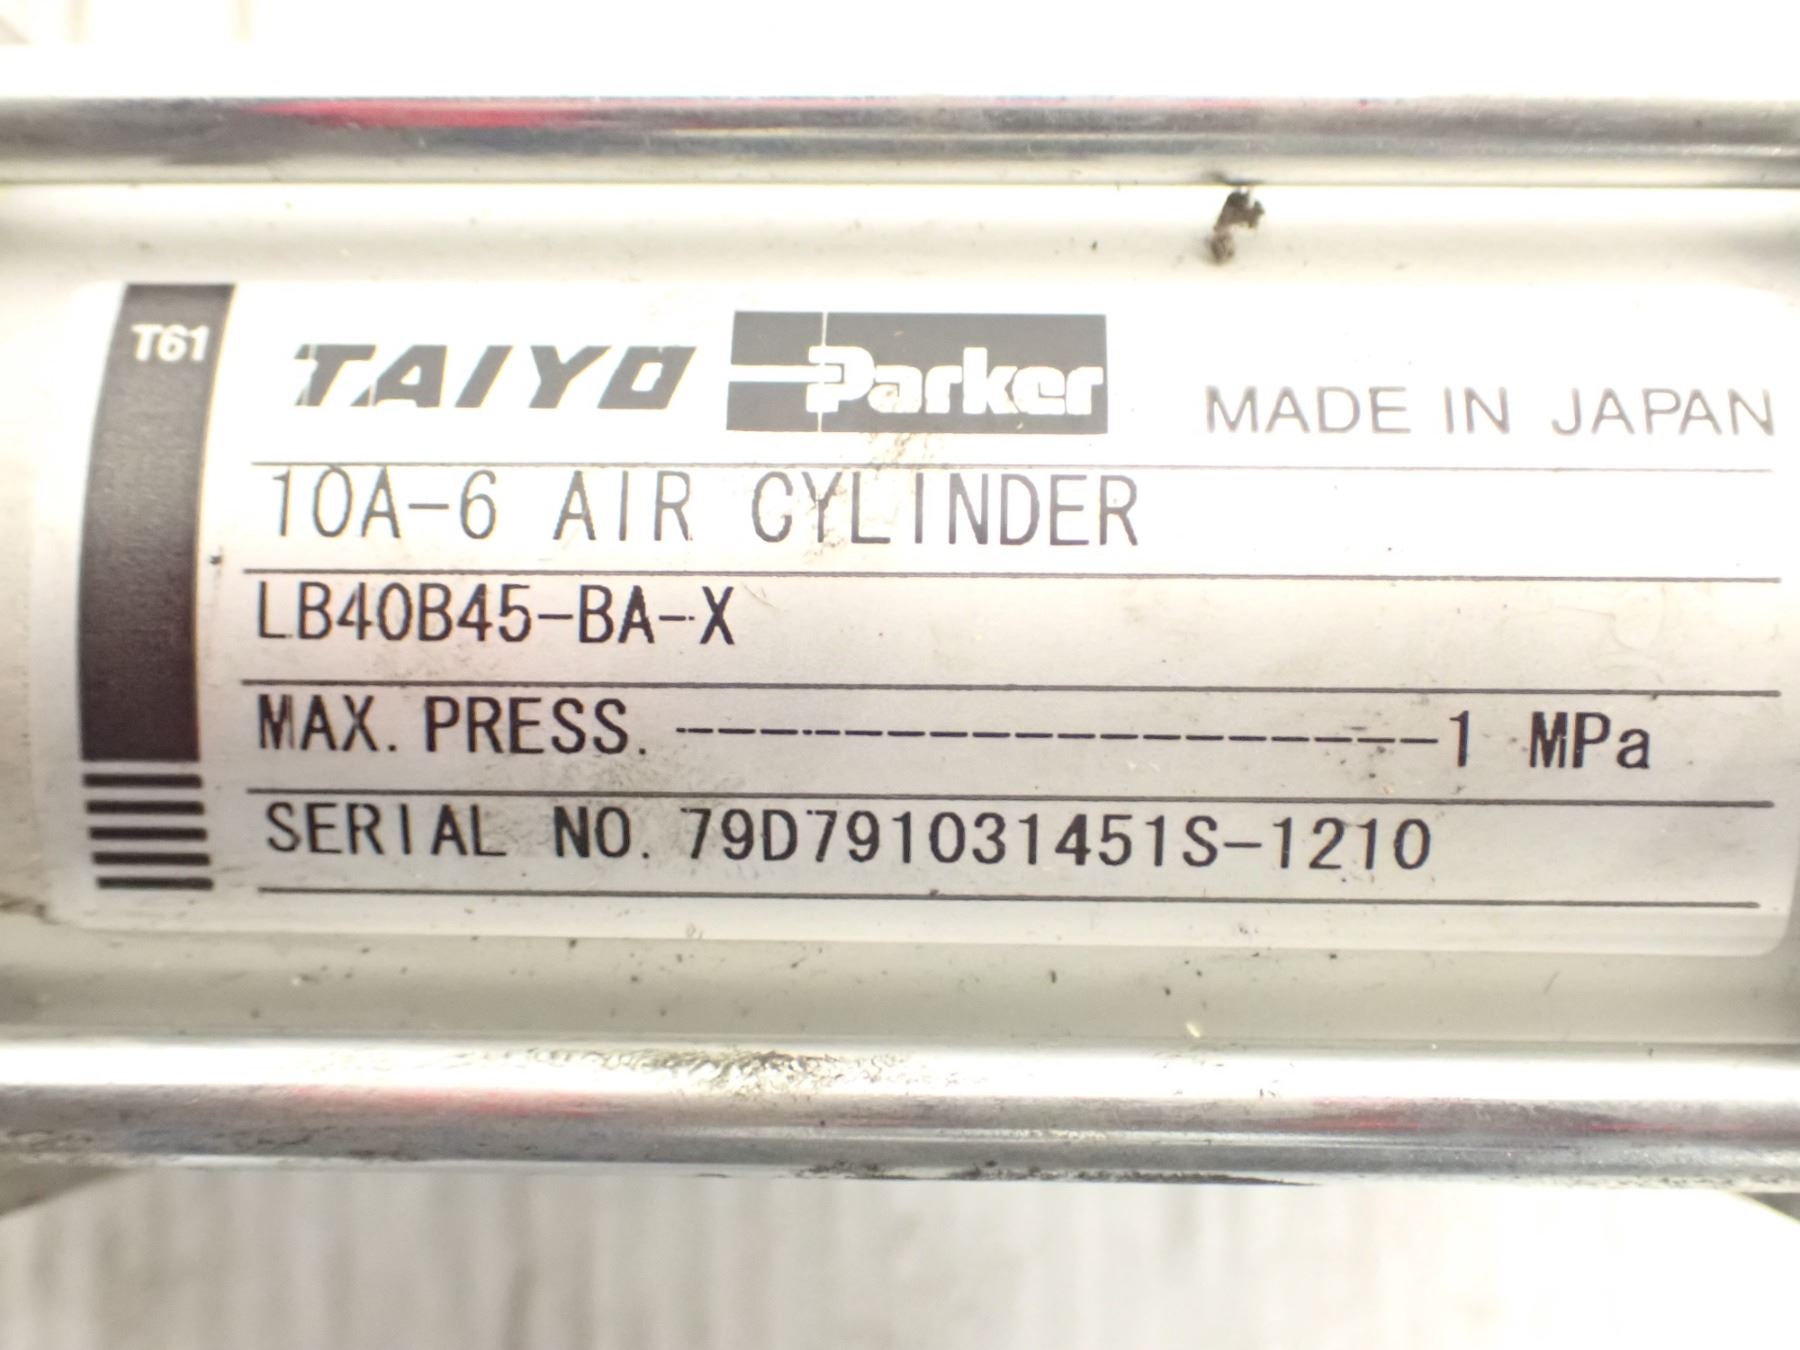 T61
TAIYO Parker MADE IN JAPAN
10A-6 AIR CYLINDER
LB40B45-BA-X
MAX. PRESS. ----------------------1 MPa
SERIAL NO. 79D791031451S-1210